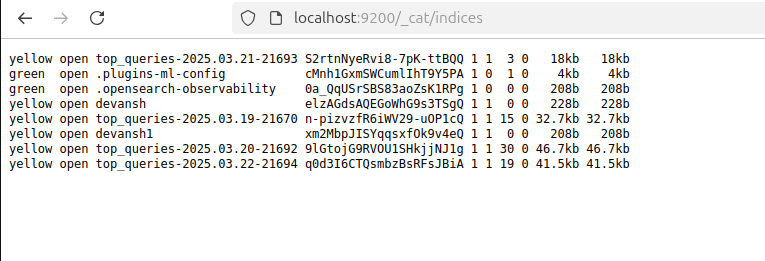 localhost:9200/_cat/indices
yellow open top_queries-2025.03.21-21693 S2rtnNyeRvi8-7pK-ttBQQ 1 1 3 0 18kb 18kb
green open .plugins-ml-config cMnh1GxmSWCumlIhT9Y5PA 1 0 1 0 4kb 4kb
green open .opensearch-observability 0a_QqUSrSBS83aoZsK1RPg 1 0 0 0 208b 208b
yellow open devansh elzAGdsAQEGoWhG9s3TSgQ 1 1 0 0 228b 228b
yellow open top_queries-2025.03.19-21670 n-pizvzfR6iWV29-uOP1cQ 1 1 15 0 32.7kb 32.7kb
yellow open devansh1 xm2MbpJISYqqsxfOk9v4eQ 1 1 0 0 208b 208b
yellow open top_queries-2025.03.20-21692 9lGtojG9RVOU1SHkjjNJ1g 1 1 30 0 46.7kb 46.7kb
yellow open top_queries-2025.03.22-21694 q0d3I6CTQsmbzBsRFsJBiA 1 1 19 0 41.5kb 41.5kb